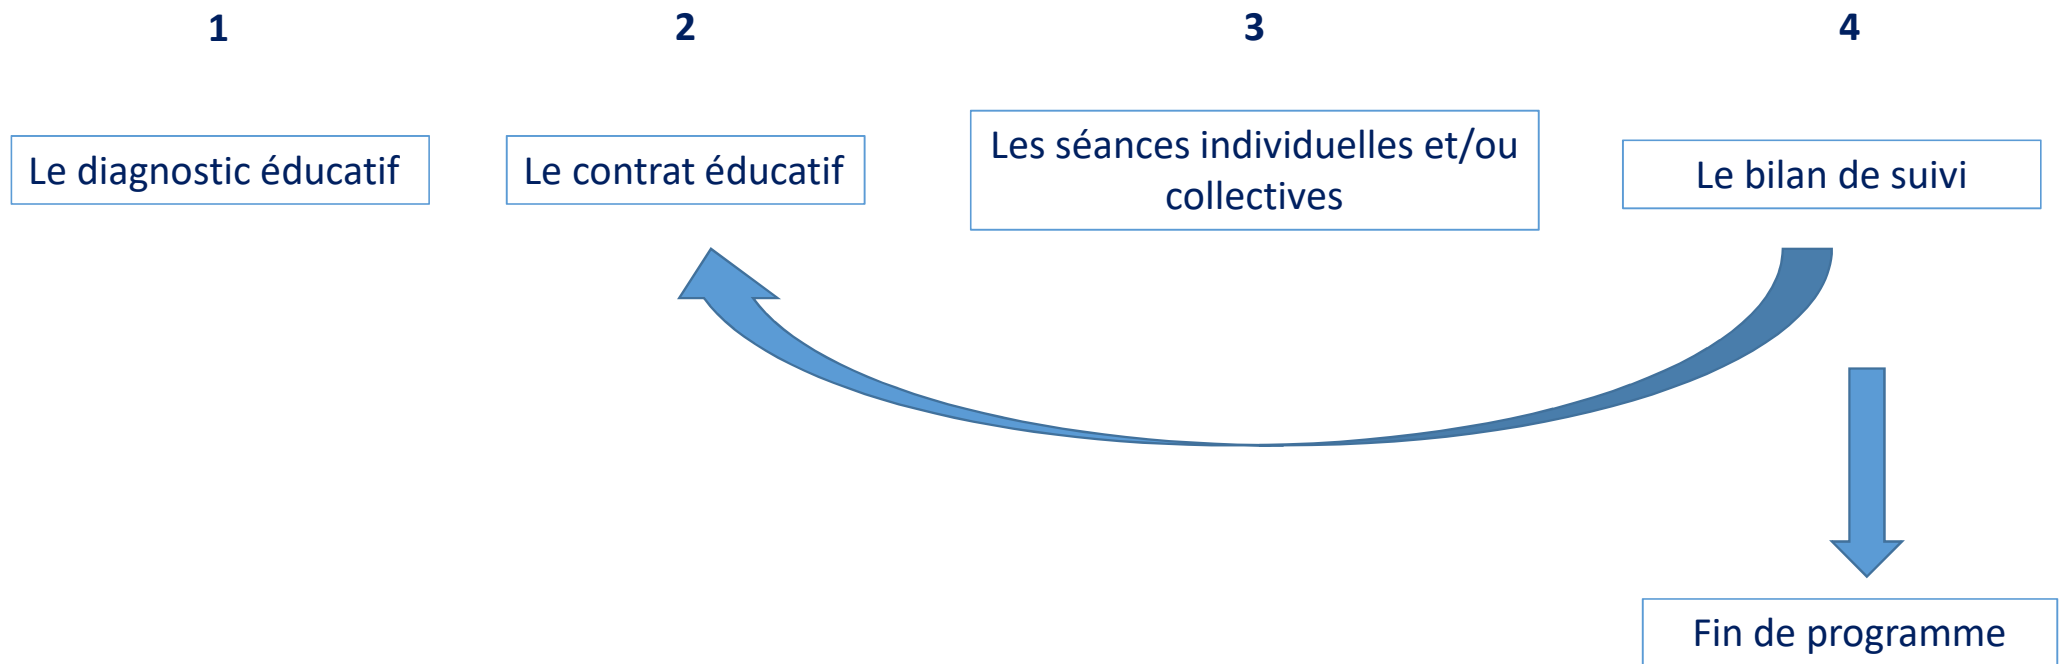 1
2
3
4
Le diagnostic éducatif
Le contrat éducatif
Les séances individuelles et/ou
collectives
Le bilan de suivi
Fin de programme